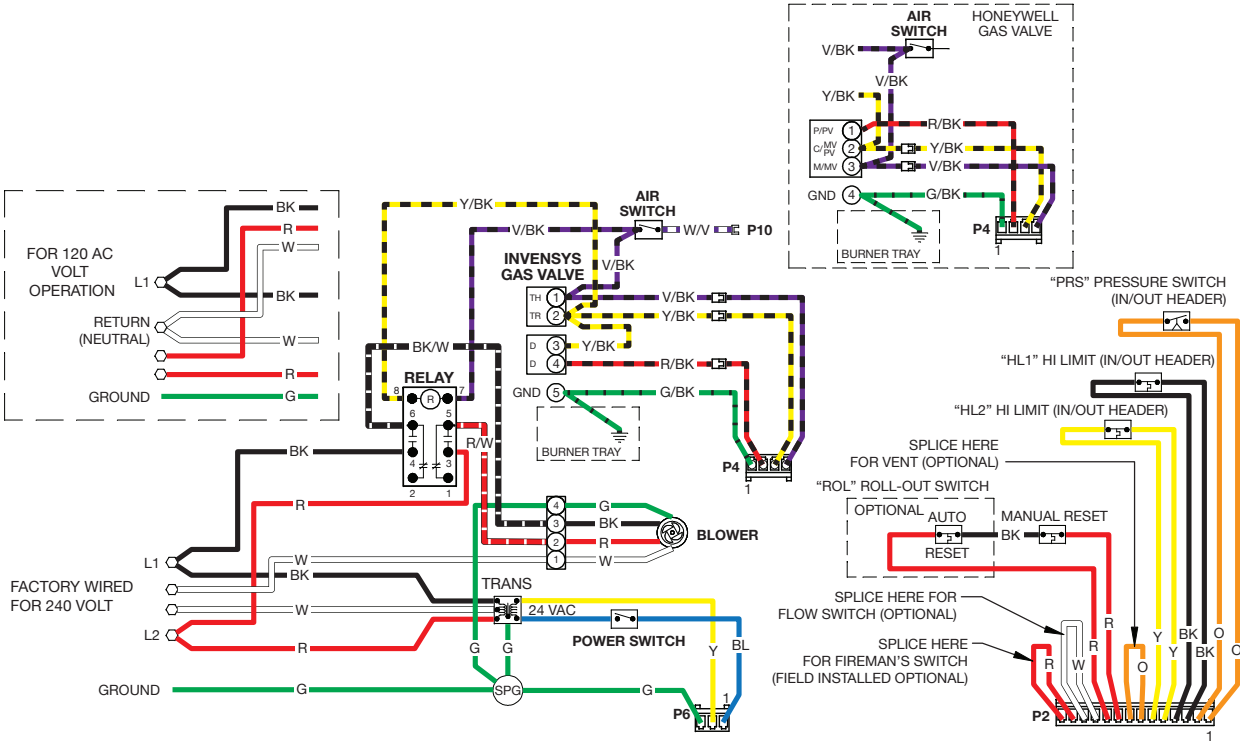 AIR
SWITCH
HONEYWELL
GAS VALVE
V/BK
V/BK
Y/BK
P/PV
1
R/BK
C/MV
PV
2
Y/BK
M/MV
3
V/BK
GND
4
G/BK
P4
1
BURNER TRAY
BK
R
W
FOR 120 AC
VOLT
OPERATION
L1
BK
RETURN
(NEUTRAL)
W
R
GROUND
G
Y/BK
AIR
SWITCH
V/BK
W/V
P10
INVENSYS
GAS VALVE
V/BK
TH
1
V/BK
TR
2
Y/BK
D
3
Y/BK
D
4
R/BK
GND
5
G/BK
BURNER TRAY
P4
1
BK/W
RELAY
8
R
7
6
5
R/W
4
3
2
1
BK
R
4
G
3
BK
2
R
1
W
BLOWER
L1
W
BK
FACTORY WIRED
FOR 240 VOLT
W
L2
R
TRANS
24 VAC
POWER SWITCH
G
G
Y
BL
GROUND
G
SPG
G
P6
1
"PRS" PRESSURE SWITCH
(IN/OUT HEADER)
"HL1" HI LIMIT (IN/OUT HEADER)
"HL2" HI LIMIT (IN/OUT HEADER)
SPLICE HERE
FOR VENT (OPTIONAL)
"ROL" ROLL-OUT SWITCH
OPTIONAL
AUTO
RESET
BK
MANUAL RESET
SPLICE HERE FOR
FLOW SWITCH (OPTIONAL)
SPLICE HERE
FOR FIREMAN'S SWITCH
(FIELD INSTALLED OPTIONAL)
R
W
R
R
O
Y
Y
BK
BK
O
O
P2
1